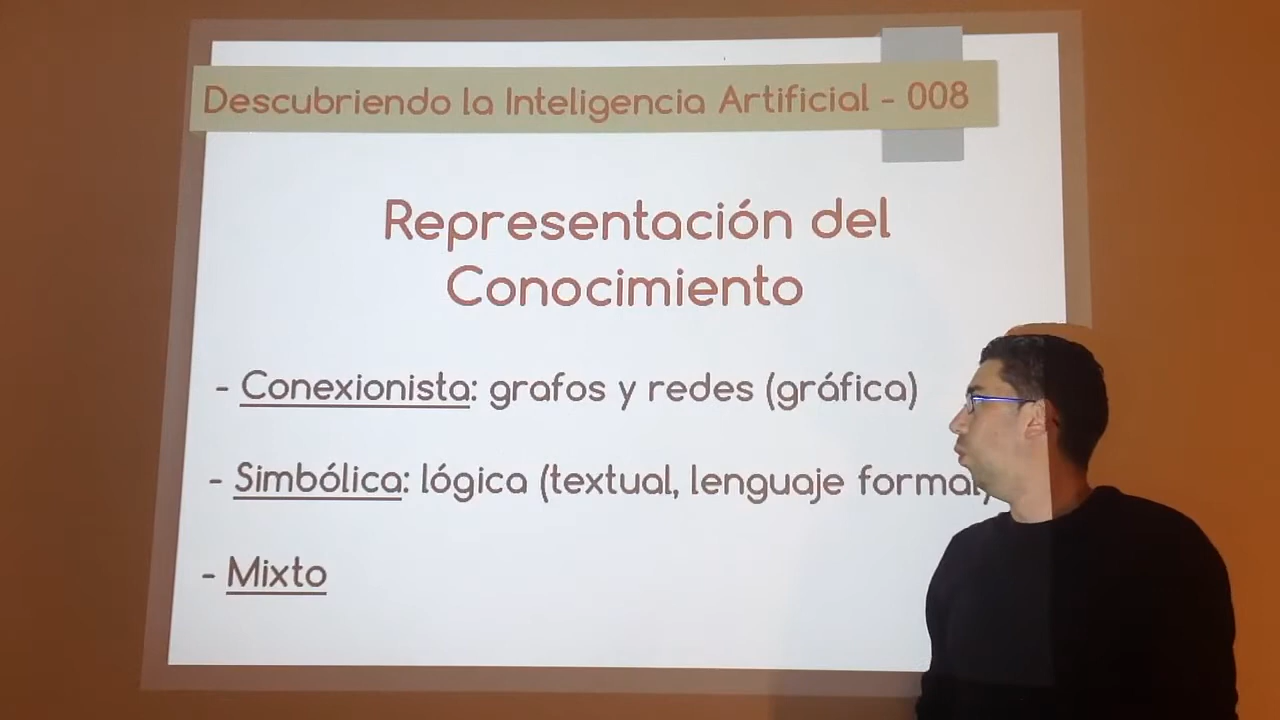 Descubriendo la Inteligencia Artificial - 008
Representación del
Conocimiento
- Conexionista: grafos y redes (gráfica)
- Simbólica: lógica (textual, lenguaje formal)
- Mixto